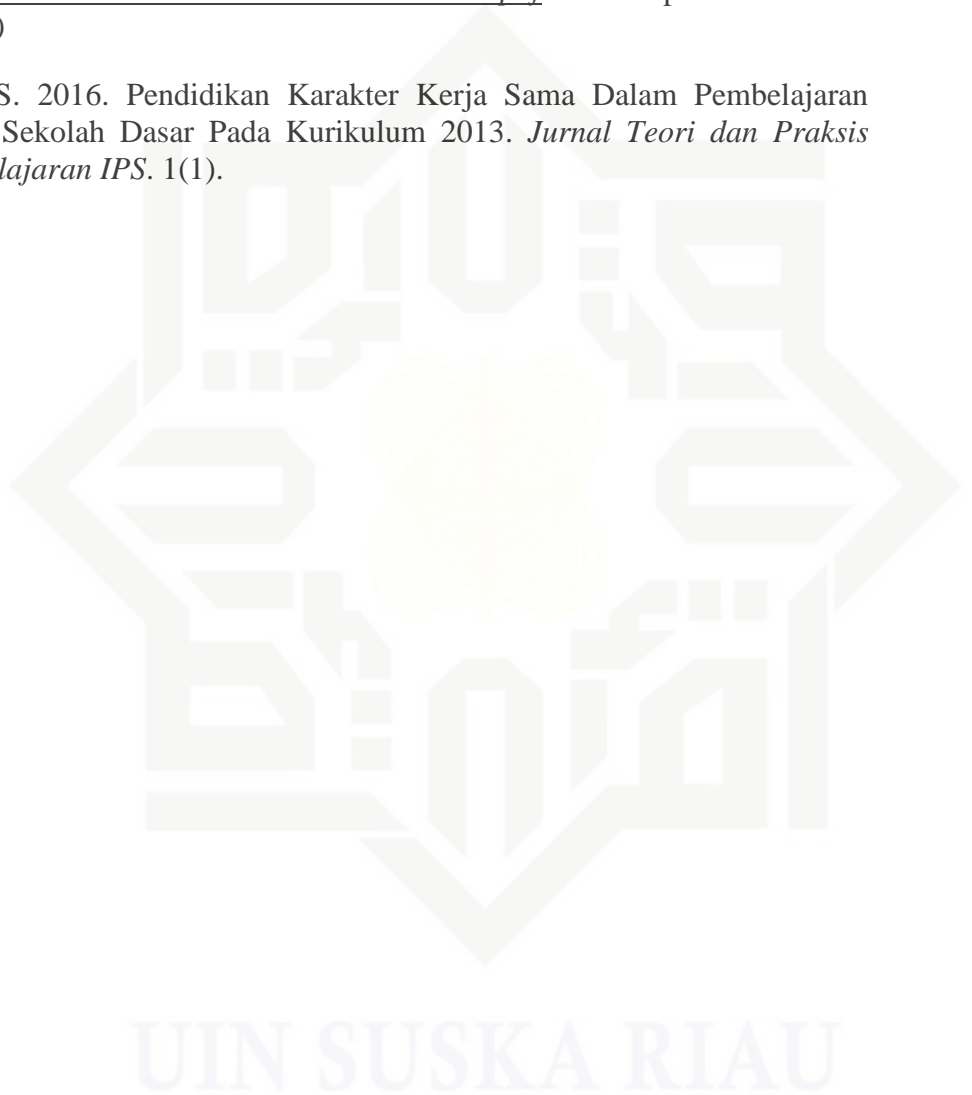 )
S. 2016. Pendidikan Karakter Kerja Sama Dalam Pembelajaran
Sekolah Dasar Pada Kurikulum 2013. Jurnal Teori dan Praksis
lajaran IPS. 1(1).
UIN SUSKA RIAU